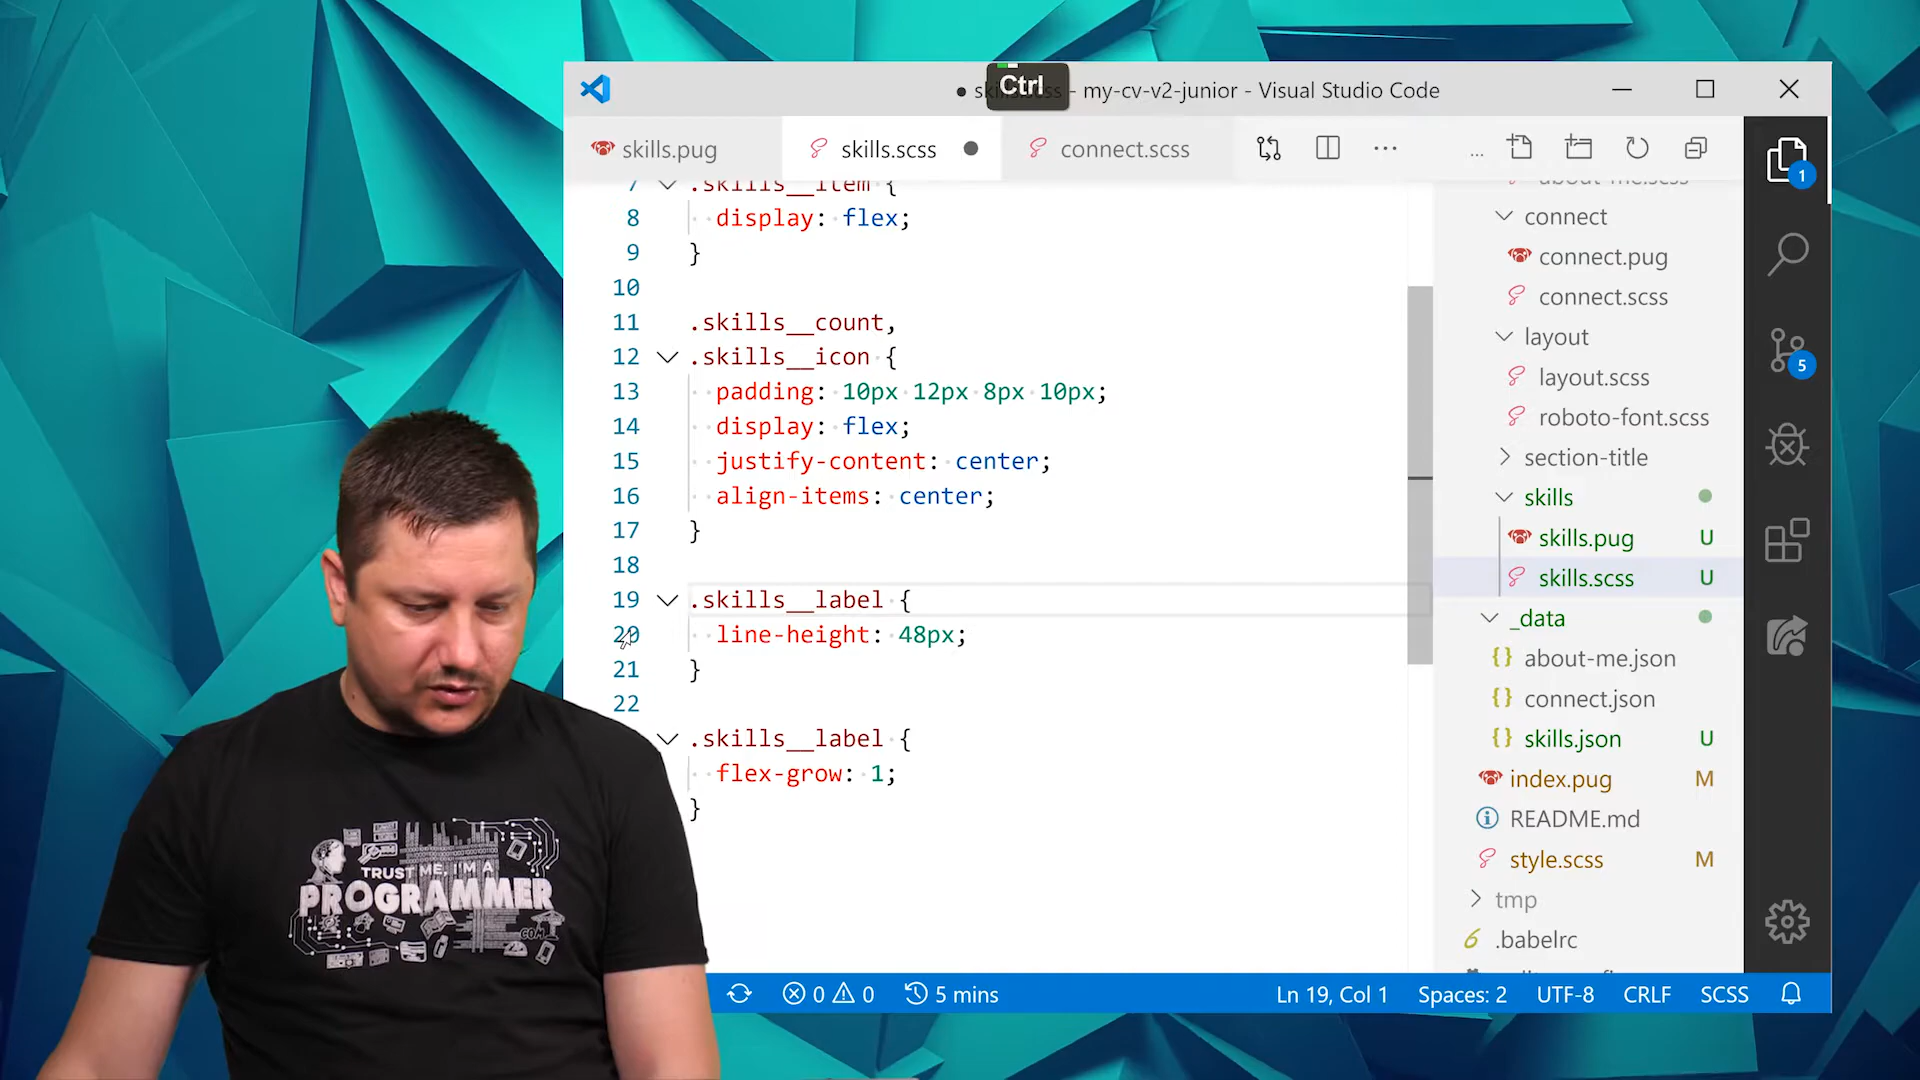 Ctrl
- my-cv-v2-junior - Visual Studio Code
skills.pug
skills.scss
connect.scss
...
7 .skills__item {
8 display: flex;
9 }
10
11 .skills__count,
12 .skills__icon {
13 padding: 10px 12px 8px 10px;
14 display: flex;
15 justify-content: center;
16 align-items: center;
17 }
18
19 .skills__label {
20 line-height: 48px;
21 }
22
.skills__label {
flex-grow: 1;
}
about-me.scss
connect
connect.pug
connect.scss
layout
layout.scss
roboto-font.scss
section-title
skills
skills.pug U
skills.scss U
_data
about-me.json
connect.json
skills.json U
index.pug M
README.md
style.scss M
tmp
.babelrc
1
5
TRUST ME, I'M A
PROGRAMMER
.COM
0 0 5 mins
Ln 19, Col 1 Spaces: 2 UTF-8 CRLF SCSS